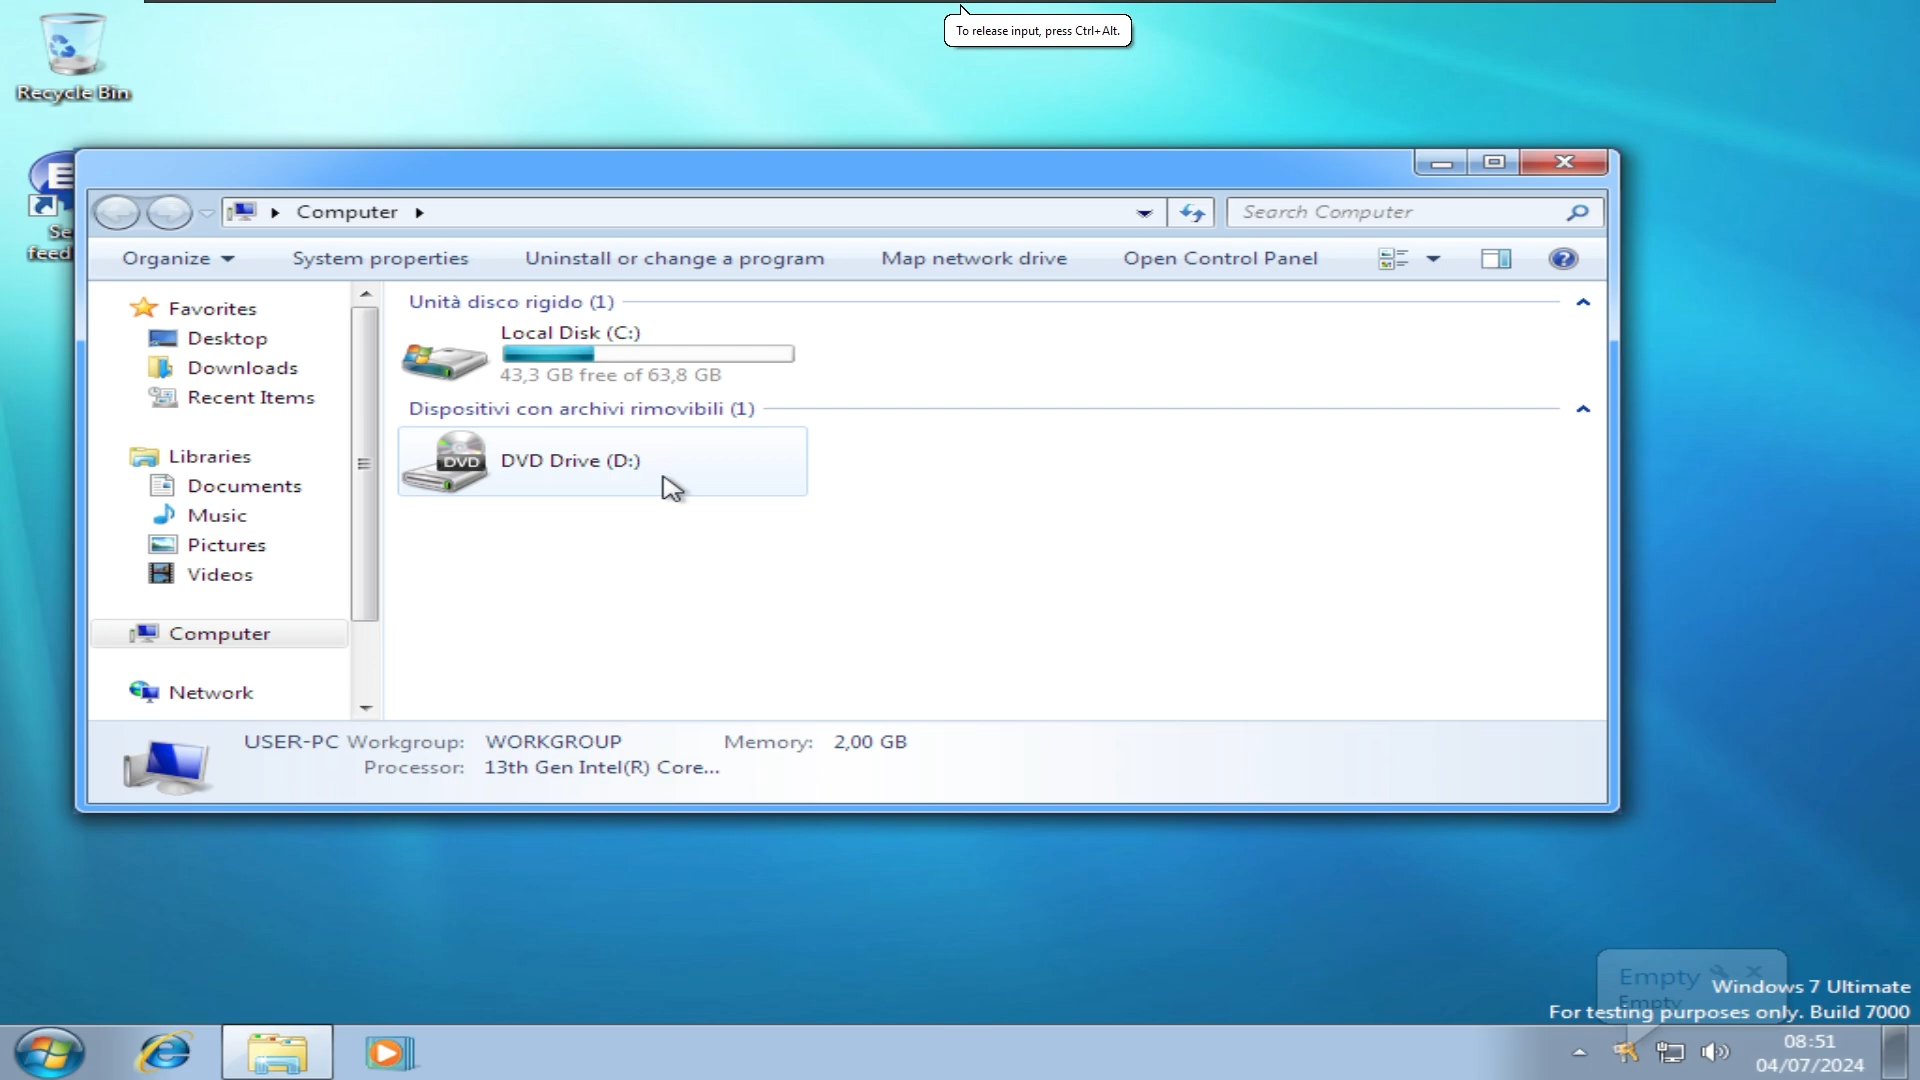 To release input, press Ctrl+Alt.
Recycle Bin
Se
feed
Computer
Search Computer
Organize
System properties
Uninstall or change a program
Map network drive
Open Control Panel
Favorites
Desktop
Downloads
Recent Items
Libraries
Documents
Music
Pictures
Videos
Computer
Network
Unità disco rigido (1)
Local Disk (C:)
43,3 GB free of 63,8 GB
Dispositivi con archivi rimovibili (1)
DVD
DVD Drive (D:)
USER-PC Workgroup: WORKGROUP Memory: 2,00 GB
Processor: 13th Gen Intel(R) Core...
Empty
Empty
Windows 7 Ultimate
For testing purposes only. Build 7000
08:51
04/07/2024